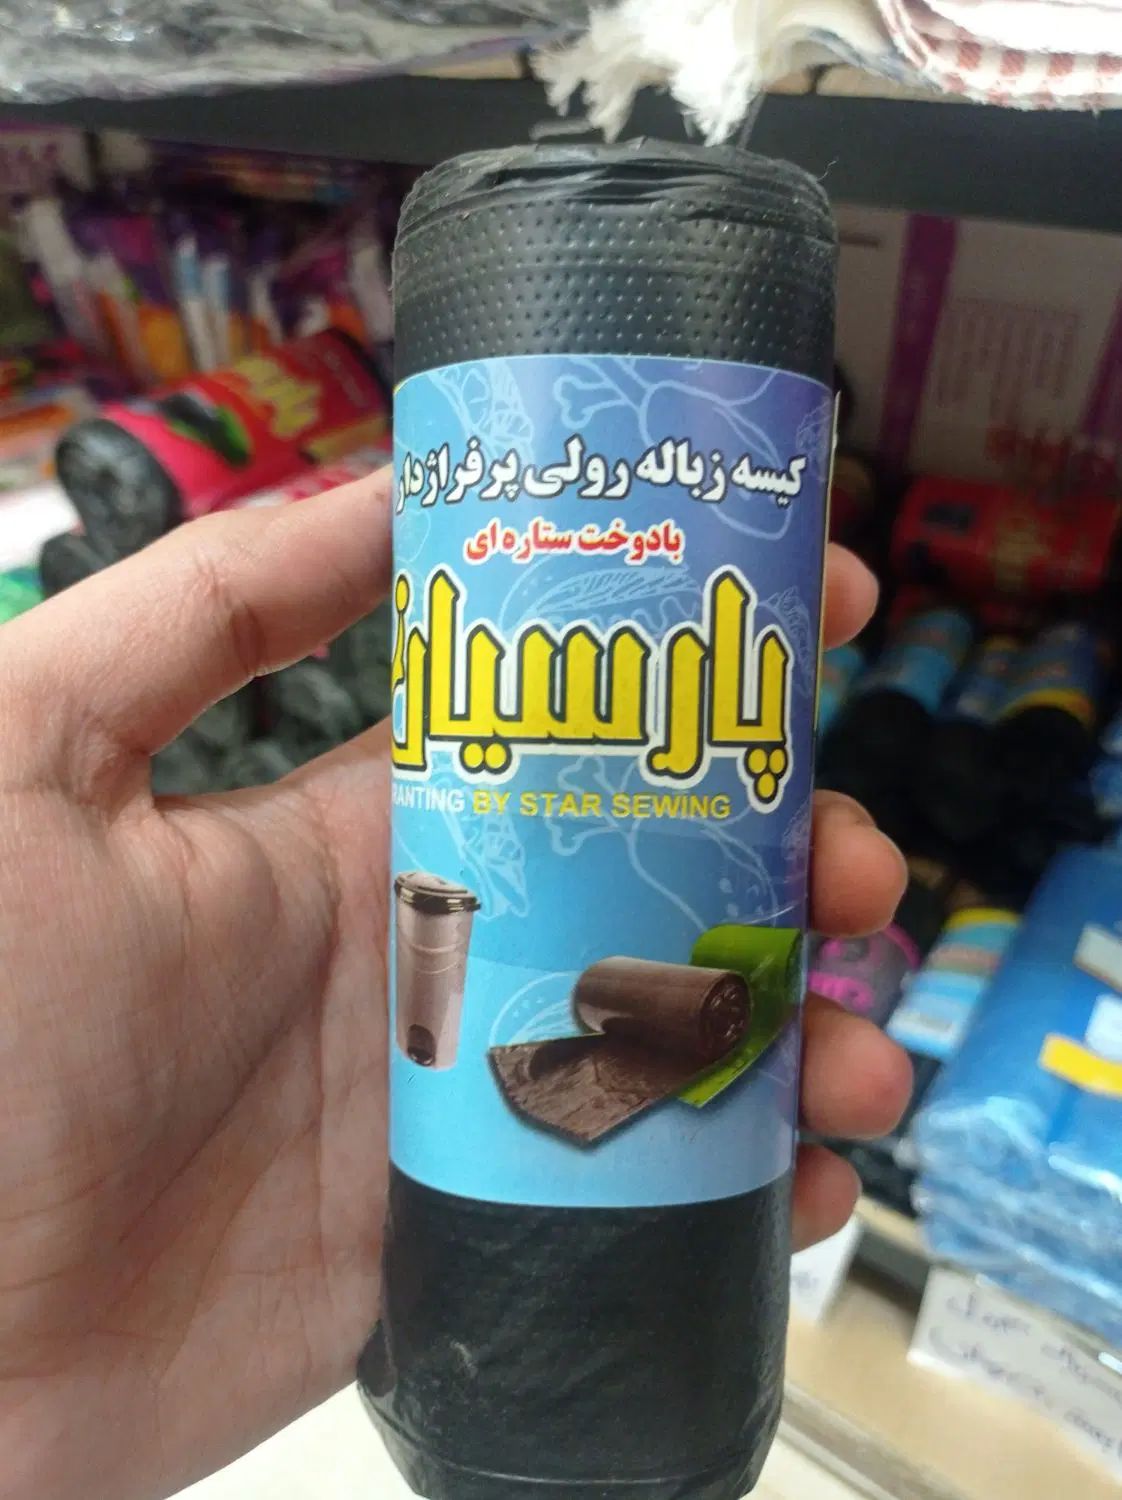 کیسه زباله رولی پرفراژدار
بادوخت ستاره ای
پارسیان
RANTING BY STAR SEWING